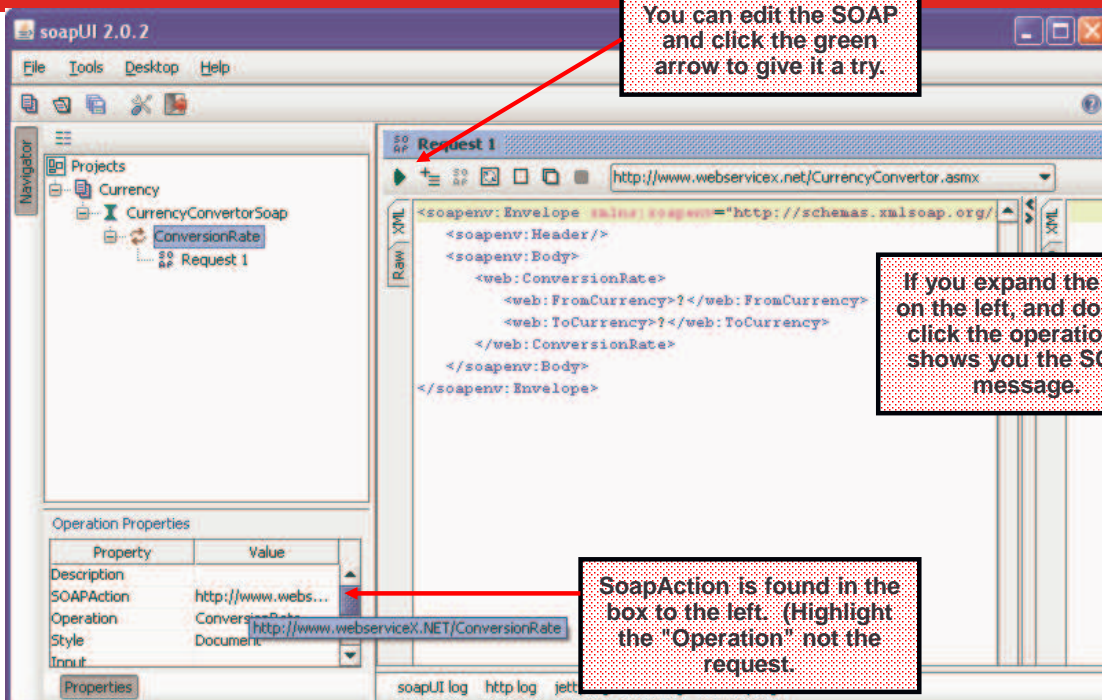 You can edit the SOAP
and click the green
arrow to give it a try.
soapUI 2.0.2
File Tools Desktop Help
Navigator
Projects
Currency
CurrencyConvertorSoap
ConversionRate
Request 1
Request 1
http://www.webservicex.net/CurrencyConvertor.asmx
XML
Raw
<soapenv:Envelope xmlns:soapenv="http://schemas.xmlsoap.org/
<soapenv:Header/>
<soapenv:Body>
<web:ConversionRate>
<web:FromCurrency>?</web:FromCurrency>
<web:ToCurrency>?</web:ToCurrency>
</web:ConversionRate>
</soapenv:Body>
</soapenv:Envelope>
XML
If you expand the
on the left, and do
click the operatio
shows you the SO
message.
Operation Properties
Property Value
Description
SOAPAction http://www.webs...
Operation
Style Document
Input
http://www.webserviceX.NET/ConversionRate
Properties
SoapAction is found in the
box to the left. (Highlight
the "Operation" not the
request.
soapUI log http log